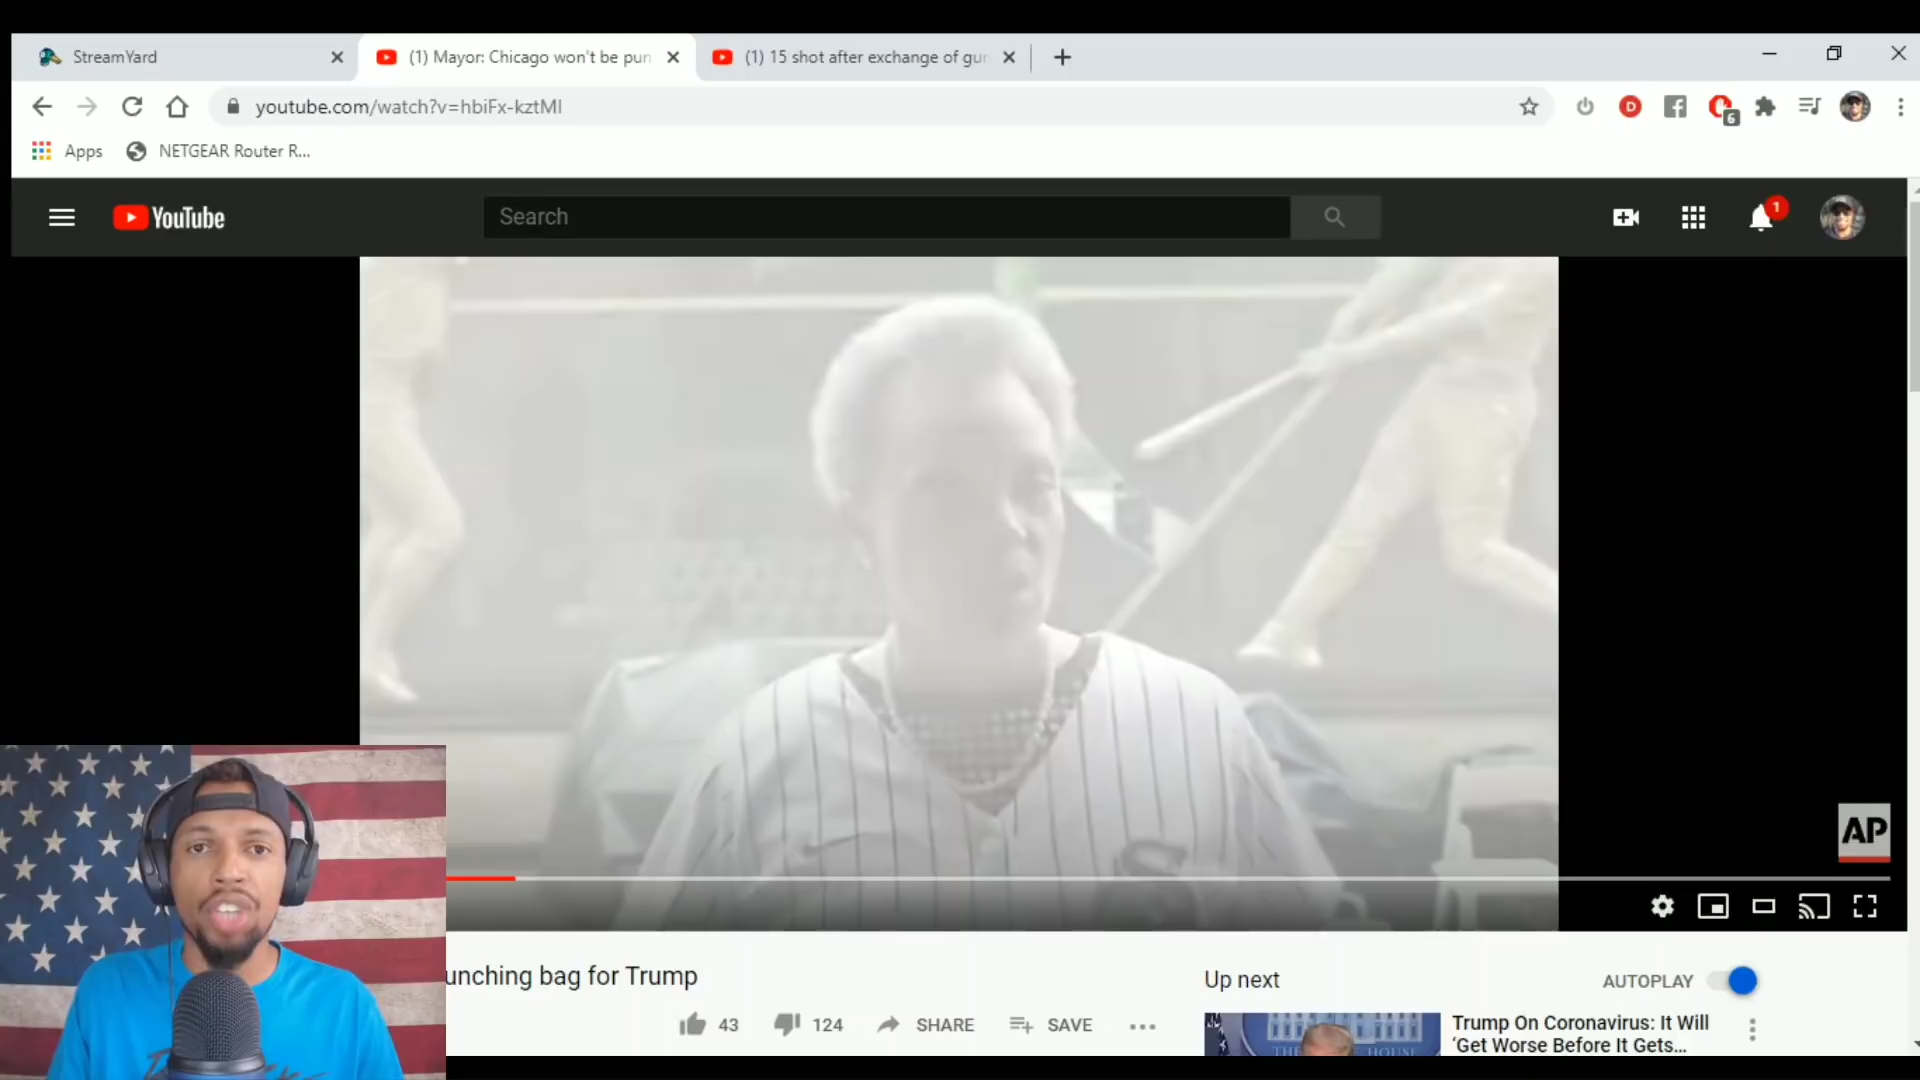 StreamYard
(1) Mayor: Chicago won't be pun
(1) 15 shot after exchange of gun
youtube.com/watch?v=hbiFx-kztMI
D
6
Apps
NETGEAR Router R...
YouTube
Search
1
AP
unching bag for Trump
43
124
SHARE
SAVE
Up next
AUTOPLAY
Trump On Coronavirus: It Will
‘Get Worse Before It Gets...